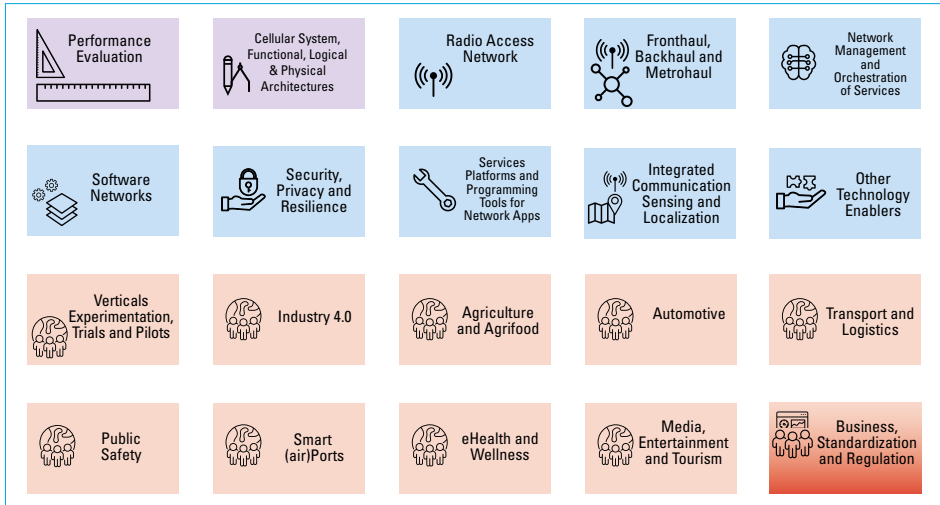 Performance
Evaluation
Cellular System,
Functional, Logical
& Physical
Architectures
Radio Access
Network
Fronthaul,
Backhaul and
Metrohaul
Network
Management
and
Orchestration
of Services
Software
Networks
Security,
Privacy and
Resilience
Services
Platforms and
Programming
Tools for
Network Apps
Integrated
Communication
Sensing and
Localization
Other
Technology
Enablers
Verticals
Experimentation,
Trials and Pilots
Industry 4.0
Agriculture
and Agrifood
Automotive
Transport and
Logistics
Public
Safety
Smart
(air)Ports
eHealth and
Wellness
Media,
Entertainment
and Tourism
Business,
Standardization
and Regulation